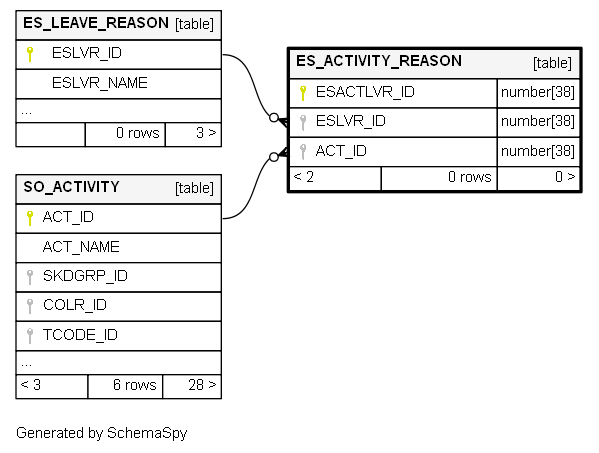 ES_LEAVE_REASON [table]
ESLVR_ID
ESLVR_NAME
...
0 rows 3 >
ES_ACTIVITY_REASON [table]
ESACTLVR_ID number[38]
ESLVR_ID number[38]
ACT_ID number[38]
< 2 0 rows 0 >
SO_ACTIVITY [table]
ACT_ID
ACT_NAME
SKDGRP_ID
COLR_ID
TCODE_ID
...
< 3 6 rows 28 >
Generated by SchemaSpy